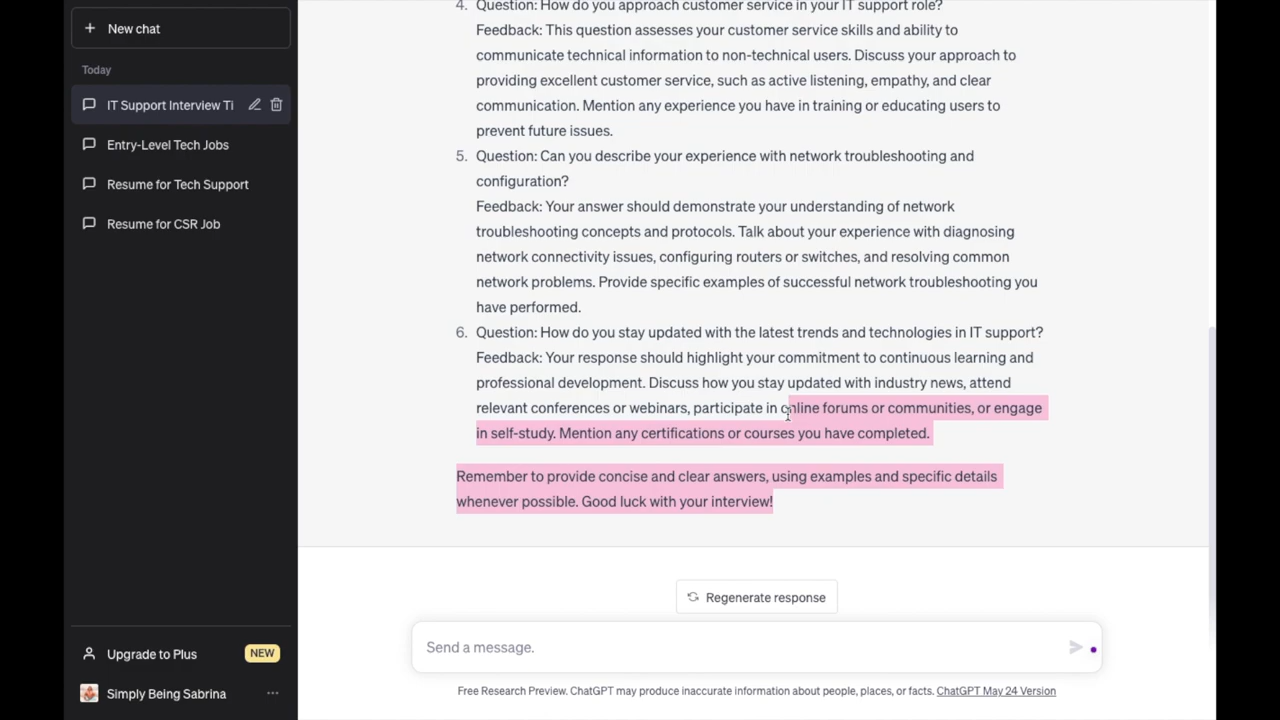 New chat
Today
IT Support Interview Ti
Entry-Level Tech Jobs
Resume for Tech Support
Resume for CSR Job
Upgrade to Plus NEW
Simply Being Sabrina
4. Question: How do you approach customer service in your IT support role?
Feedback: This question assesses your customer service skills and ability to
communicate technical information to non-technical users. Discuss your approach to
providing excellent customer service, such as active listening, empathy, and clear
communication. Mention any experience you have in training or educating users to
prevent future issues.
5. Question: Can you describe your experience with network troubleshooting and
configuration?
Feedback: Your answer should demonstrate your understanding of network
troubleshooting concepts and protocols. Talk about your experience with diagnosing
network connectivity issues, configuring routers or switches, and resolving common
network problems. Provide specific examples of successful network troubleshooting you
have performed.
6. Question: How do you stay updated with the latest trends and technologies in IT support?
Feedback: Your response should highlight your commitment to continuous learning and
professional development. Discuss how you stay updated with industry news, attend
relevant conferences or webinars, participate in online forums or communities, or engage
in self-study. Mention any certifications or courses you have completed.
Remember to provide concise and clear answers, using examples and specific details
whenever possible. Good luck with your interview!
Regenerate response
Send a message.
Free Research Preview. ChatGPT may produce inaccurate information about people, places, or facts. ChatGPT May 24 Version